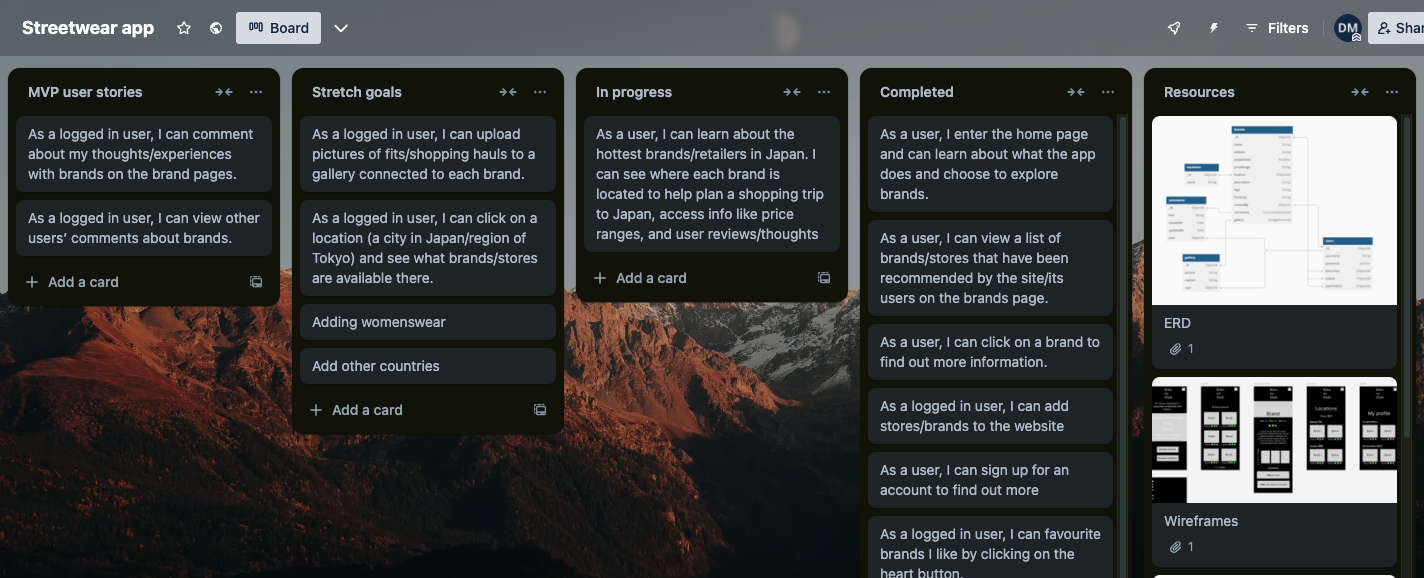 Streetwear app
Board
Filters
DM
Shar
MVP user stories
As a logged in user, I can comment
about my thoughts/experiences
with brands on the brand pages.
As a logged in user, I can view other
users’ comments about brands.
Add a card
Stretch goals
As a logged in user, I can upload
pictures of fits/shopping hauls to a
gallery connected to each brand.
As a logged in user, I can click on a
location (a city in Japan/region of
Tokyo) and see what brands/stores
are available there.
Adding womenswear
Add other countries
Add a card
In progress
As a user, I can learn about the
hottest brands/retailers in Japan. I
can see where each brand is
located to help plan a shopping trip
to Japan, access info like price
ranges, and user reviews/thoughts
Add a card
Completed
As a user, I enter the home page
and can learn about what the app
does and choose to explore
brands.
As a user, I can view a list of
brands/stores that have been
recommended by the site/its
users on the brands page.
As a user, I can click on a brand to
find out more information.
As a logged in user, I can add
stores/brands to the website
As a user, I can sign up for an
account to find out more
As a logged in user, I can favourite
brands I like by clicking on the
heart button.
Resources
ERD
1
Brand
Locations
My profile
Wireframes
1